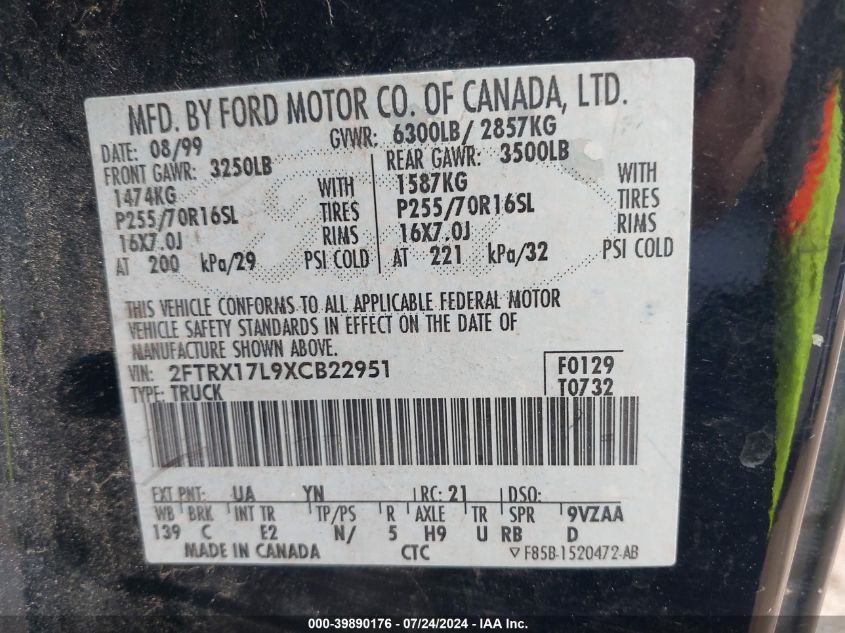 MFD. BY FORD MOTOR CO. OF CANADA, LTD.
DATE: 08/99 GVWR: 6300LB/ 2857KG
FRONT GAWR: 3250LB REAR GAWR: 3500LB
1474KG WITH 1587KG WITH
P255/70R16SL TIRES P255/70R16SL TIRES
16X7.0J RIMS 16X7.0J RIMS
AT 200 kPa/29 PSI COLD AT 221 kPa/32 PSI COLD
THIS VEHICLE CONFORMS TO ALL APPLICABLE FEDERAL MOTOR
VEHICLE SAFETY STANDARDS IN EFFECT ON THE DATE OF
MANUFACTURE SHOWN ABOVE.
VIN: 2FTRX17L9XCB22951 F0129
TYPE: TRUCK T0732
EXT PNT: UA YN RC: 21 DSO:
WB BRK INT TR TP/PS R AXLE TR SPR 9VZAA
139 C E2 N/ 5 H9 U RB D
MADE IN CANADA CTC F85B-1520472-AB
000-39890176 / 07/24/2024 / IAAI.com